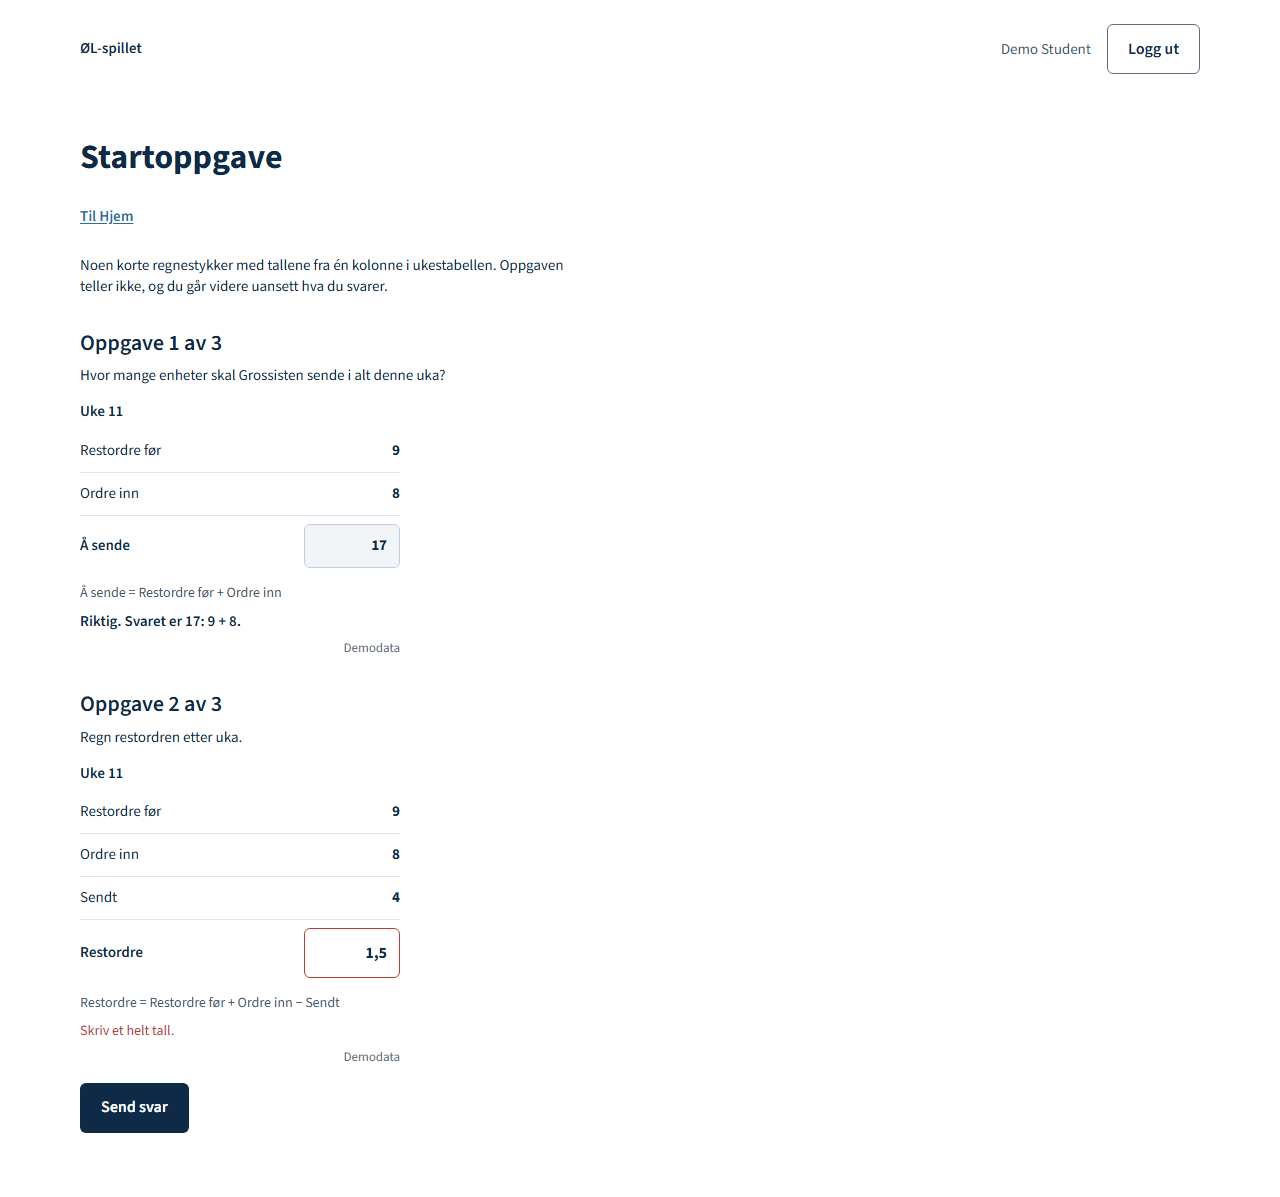 ØL-spillet
Demo Student
Logg ut
Startoppgave
Til Hjem
Noen korte regnestykker med tallene fra én kolonne i ukestabellen. Oppgaven
teller ikke, og du går videre uansett hva du svarer.
Oppgave 1 av 3
Hvor mange enheter skal Grossisten sende i alt denne uka?
Uke 11
Restordre før 9
Ordre inn 8
Å sende 17
Å sende = Restordre før + Ordre inn
Riktig. Svaret er 17: 9 + 8.
Demodata
Oppgave 2 av 3
Regn restordren etter uka.
Uke 11
Restordre før 9
Ordre inn 8
Sendt 4
Restordre 1,5
Restordre = Restordre før + Ordre inn − Sendt
Skriv et helt tall.
Demodata
Send svar